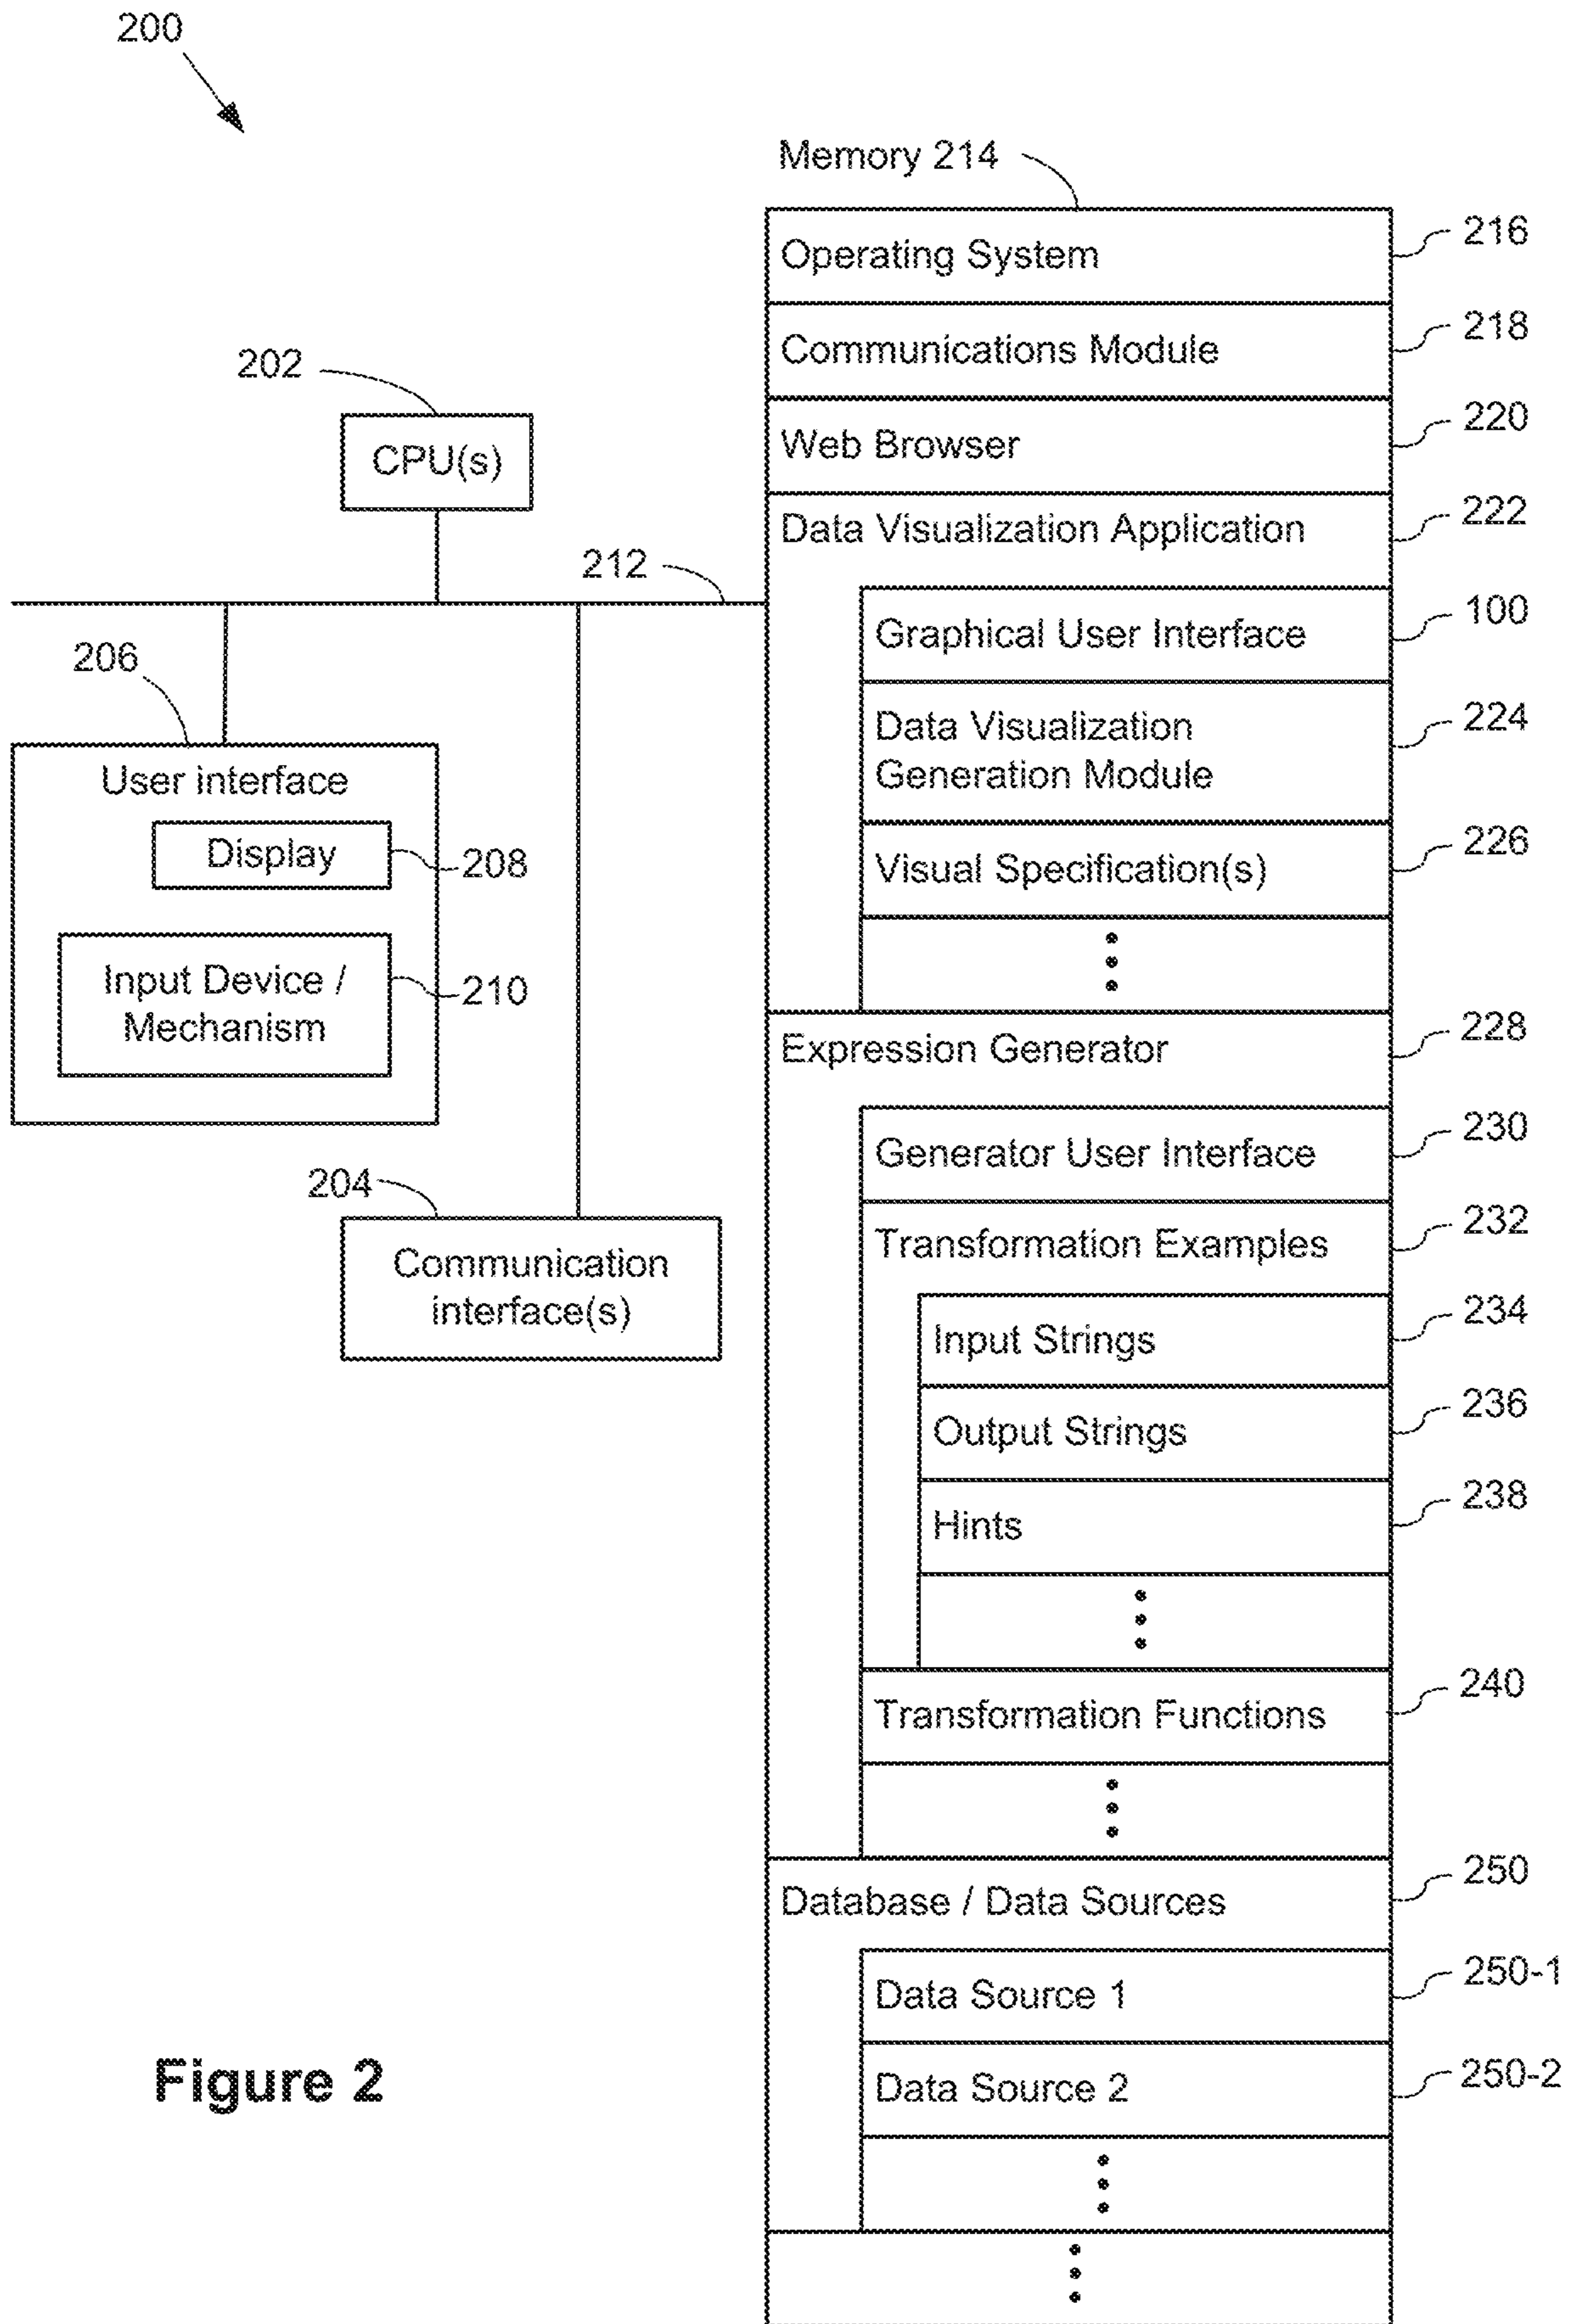 200
Memory 214
Operating System
216
Communications Module
218
Web Browser
220
Data Visualization Application
222
Graphical User Interface
100
Data Visualization
Generation Module
224
Visual Specification(s)
226
Expression Generator
228
Generator User Interface
230
Transformation Examples
232
Input Strings
234
Output Strings
236
Hints
238
Transformation Functions
240
Database / Data Sources
250
Data Source 1
250-1
Data Source 2
250-2
202
CPU(s)
212
206
User interface
Display
208
Input Device /
Mechanism
210
204
Communication
interface(s)
Figure 2